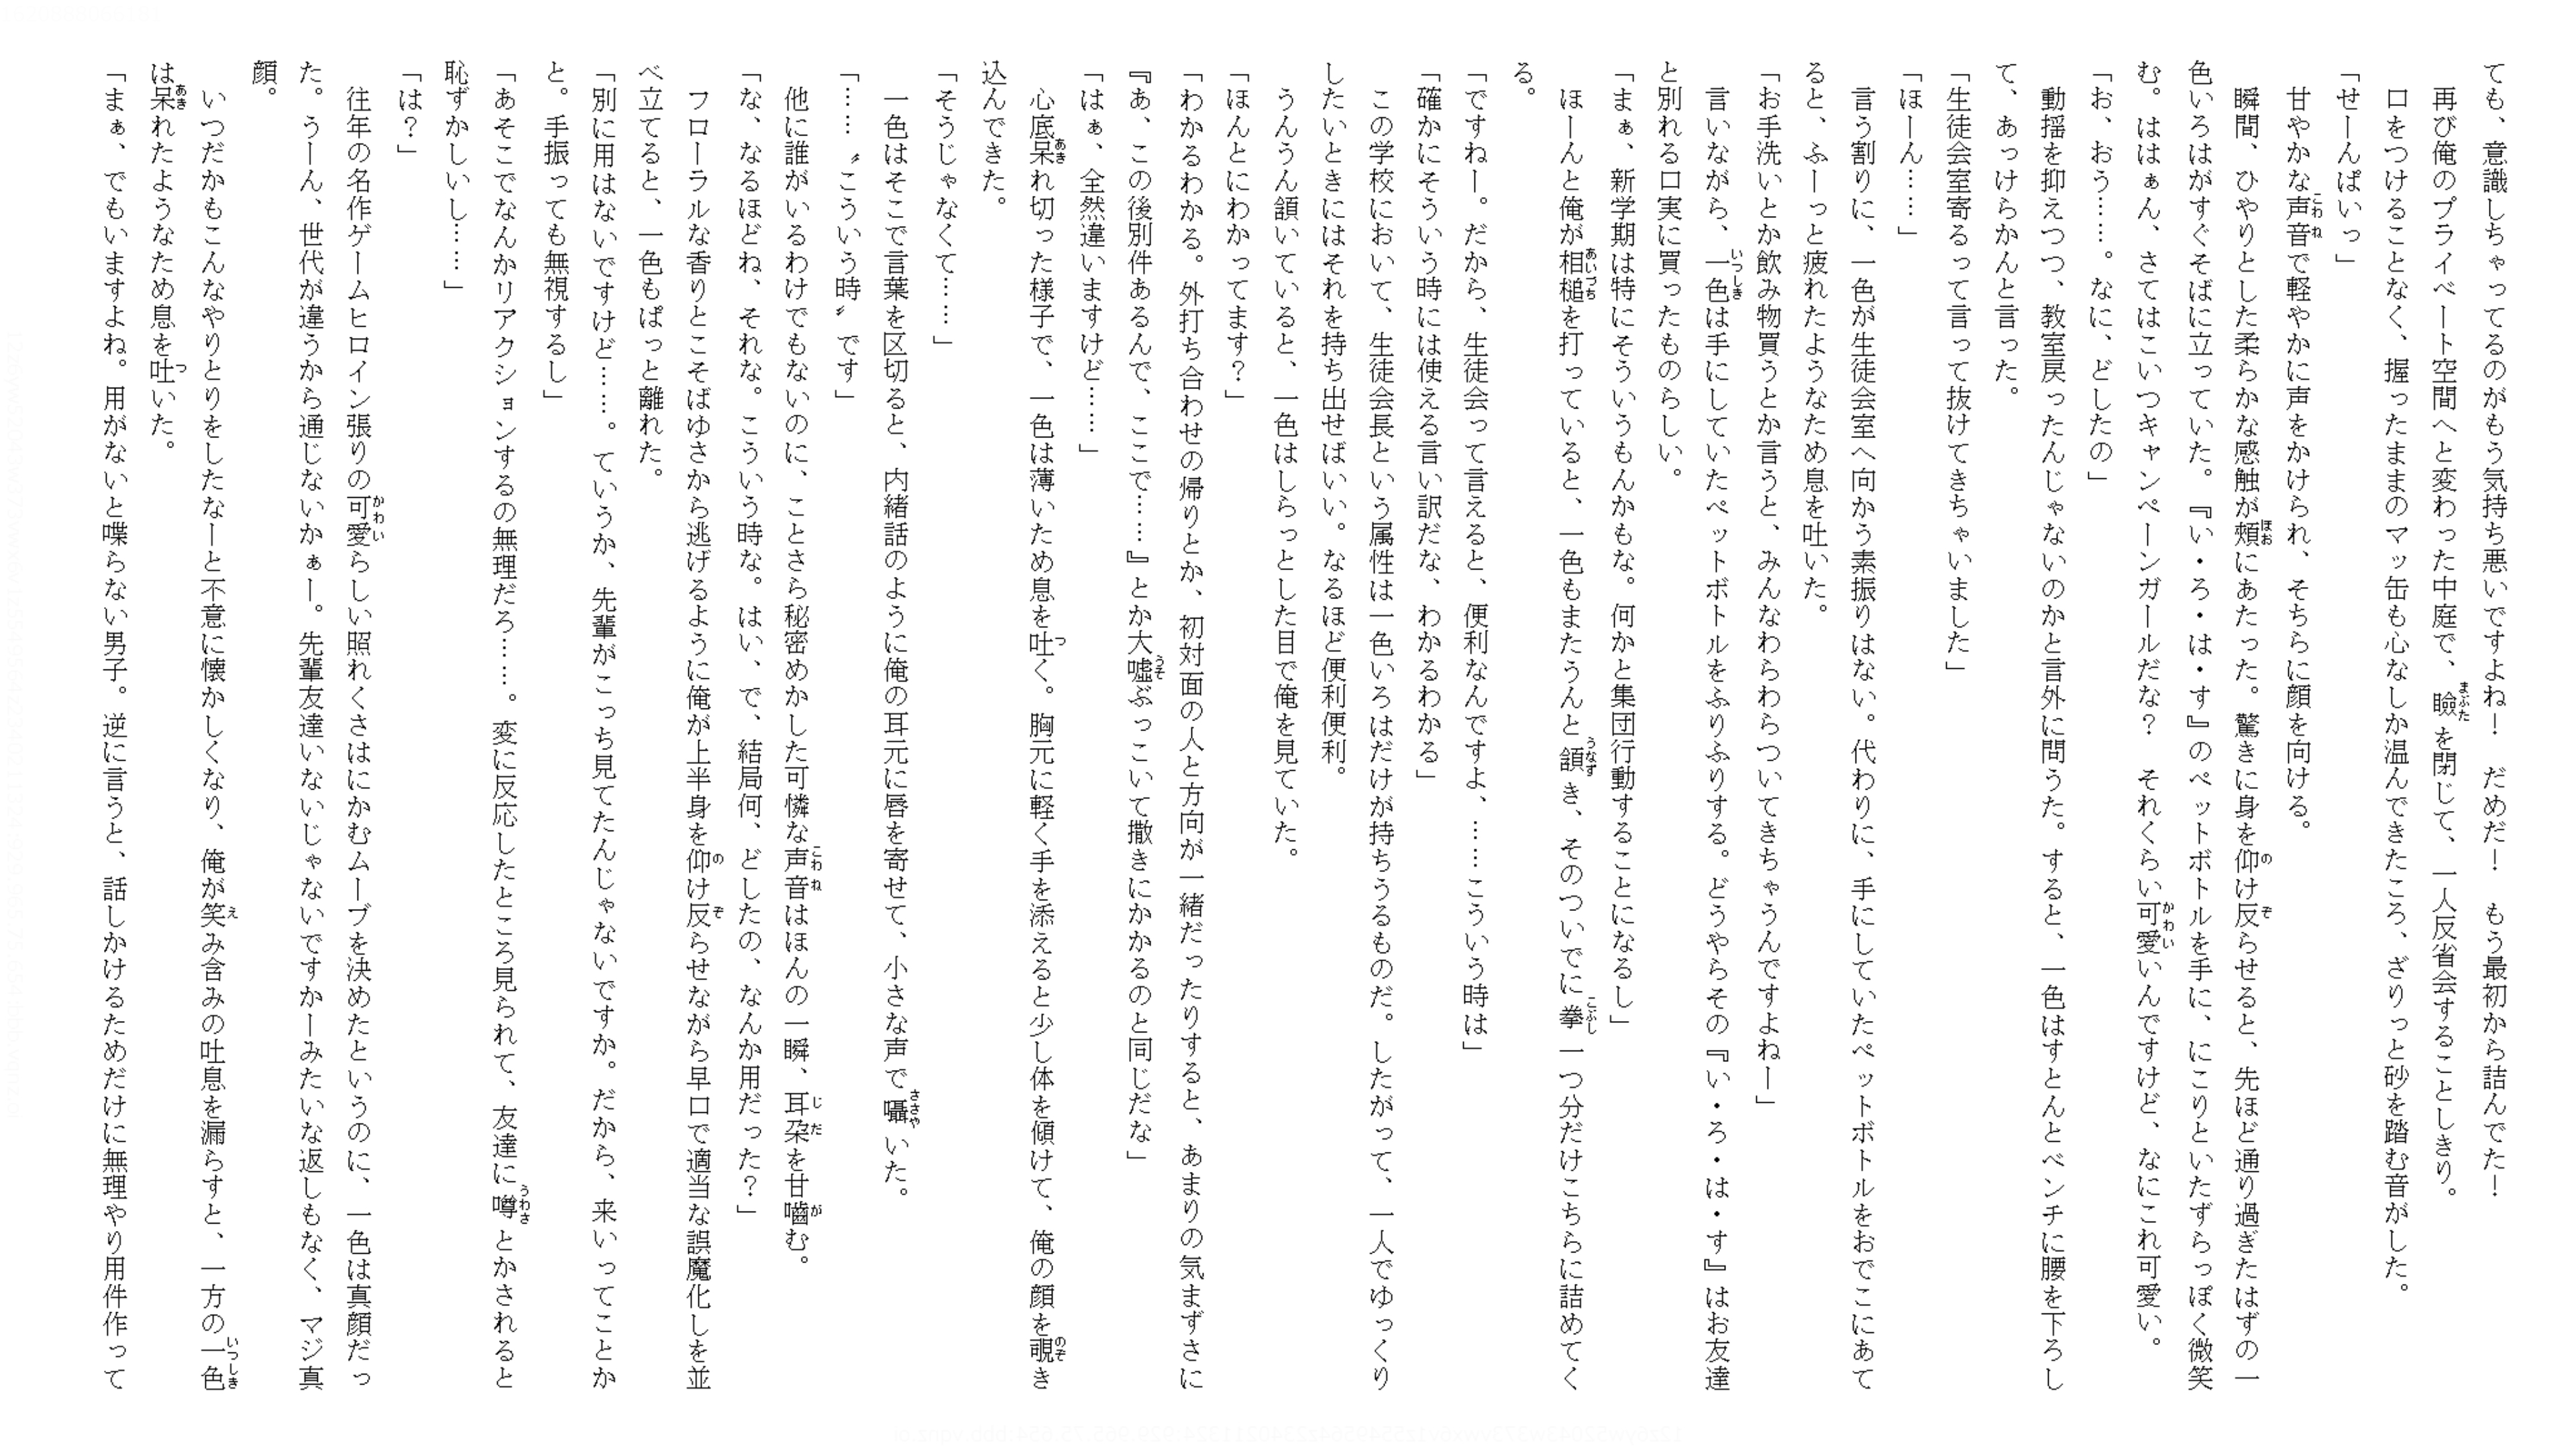 ても、意識しちゃってるのがもう気持ち悪いですよね！　だめだ！　もう最初から詰んでた！
　再び俺のプライベート空間へと変わった中庭で、瞼を閉じて、一人反省会することしきり。
　口をつけることなく、握ったままのマッ缶も心なしか温んできたころ、ざりっと砂を踏む音がした。
「せーんぱいっ」
　甘やかな声音で軽やかに声をかけられ、そちらに顔を向ける。
　瞬間、ひやりとした柔らかな感触が頰にあたった。驚きに身を仰け反らせると、先ほど通り過ぎたはずの一
色いろはがすぐそばに立っていた。『い・ろ・は・す』のペットボトルを手に、にこりといたずらっぽく微笑
む。ははぁん、さてはこいつキャンペーンガールだな？　それくらい可愛いんですけど、なにこれ可愛い。
「お、おう……。なに、どしたの」
　動揺を抑えつつ、教室戻ったんじゃないのかと言外に問うた。すると、一色はすとんとベンチに腰を下ろし
て、あっけらかんと言った。
「生徒会室寄るって言って抜けてきちゃいました」
「ほーん……」
　言う割りに、一色が生徒会室へ向かう素振りはない。代わりに、手にしていたペットボトルをおでこにあて
ると、ふーっと疲れたようなため息を吐いた。
「お手洗いとか飲み物買うとか言うと、みんなわらわらついてきちゃうんですよねー」
　言いながら、一色は手にしていたペットボトルをふりふりする。どうやらその『い・ろ・は・す』はお友達
と別れる口実に買ったものらしい。
「まぁ、新学期は特にそういうもんかもな。何かと集団行動することになるし」
　ほーんと俺が相槌を打っていると、一色もまたうんと頷き、そのついでに拳一つ分だけこちらに詰めてく
る。
「ですねー。だから、生徒会って言えると、便利なんですよ、……こういう時は」
「確かにそういう時には使える言い訳だな、わかるわかる」
　この学校において、生徒会長という属性は一色いろはだけが持ちうるものだ。したがって、一人でゆっくり
したいときにはそれを持ち出せばいい。なるほど便利便利。
　うんうん頷いていると、一色はしらっとした目で俺を見ていた。
「ほんとにわかってます？」
「わかるわかる。外打ち合わせの帰りとか、初対面の人と方向が一緒だったりすると、あまりの気まずさに
『あ、この後別件あるんで、ここで……』とか大嘘ぶっこいて撒きにかかるのと同じだな」
「はぁ、全然違いますけど……」
　心底呆れ切った様子で、一色は薄いため息を吐く。胸元に軽く手を添えると少し体を傾けて、俺の顔を覗き
込んできた。
「そうじゃなくて……」
　一色はそこで言葉を区切ると、内緒話のように俺の耳元に唇を寄せて、小さな声で囁いた。
「……〝こういう時〟です」
　他に誰がいるわけでもないのに、ことさら秘密めかした可憐な声音はほんの一瞬、耳朶を甘嚙む。
「な、なるほどね、それな。こういう時な。はい、で、結局何、どしたの、なんか用だった？」
　フローラルな香りとこそばゆさから逃げるように俺が上半身を仰け反らせながら早口で適当な誤魔化しを並
べ立てると、一色もぱっと離れた。
「別に用はないですけど……。ていうか、先輩がこっち見てたんじゃないですか。だから、来いってことか
と。手振っても無視するし」
「あそこでなんかリアクションするの無理だろ……。変に反応したところ見られて、友達に噂とかされると
恥ずかしいし……」
「は？」
　往年の名作ゲームヒロイン張りの可愛らしい照れくさはにかむムーブを決めたというのに、一色は真顔だっ
た。うーん、世代が違うから通じないかぁー。先輩友達いないじゃないですかーみたいな返しもなく、マジ真
顔。
　いつだかもこんなやりとりをしたなーと不意に懐かしくなり、俺が笑み含みの吐息を漏らすと、一方の一色
は呆れたようなため息を吐いた。
「まぁ、でもいますよね。用がないと喋らない男子。逆に言うと、話しかけるためだけに無理やり用件作って